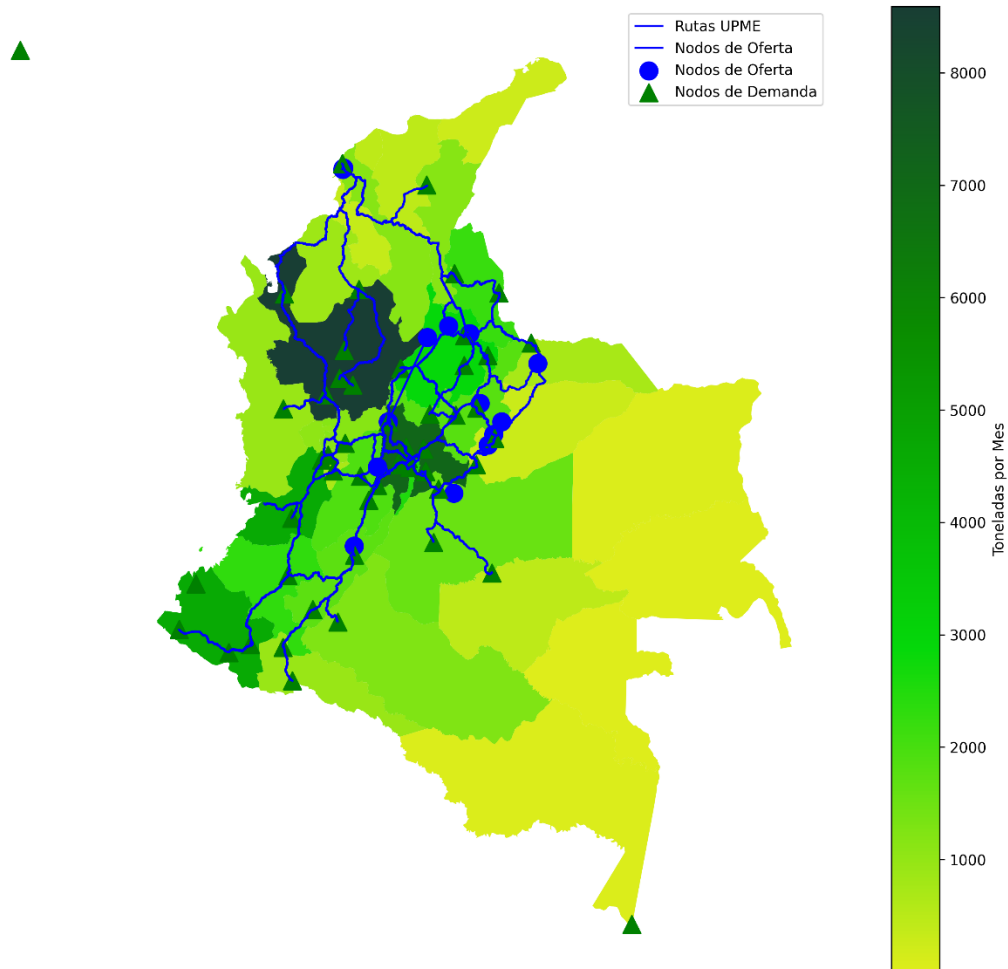 Rutas UPME
Nodos de Oferta
Nodos de Oferta
Nodos de Demanda
8000
7000
6000
5000
4000
3000
2000
1000
Toneladas por Mes